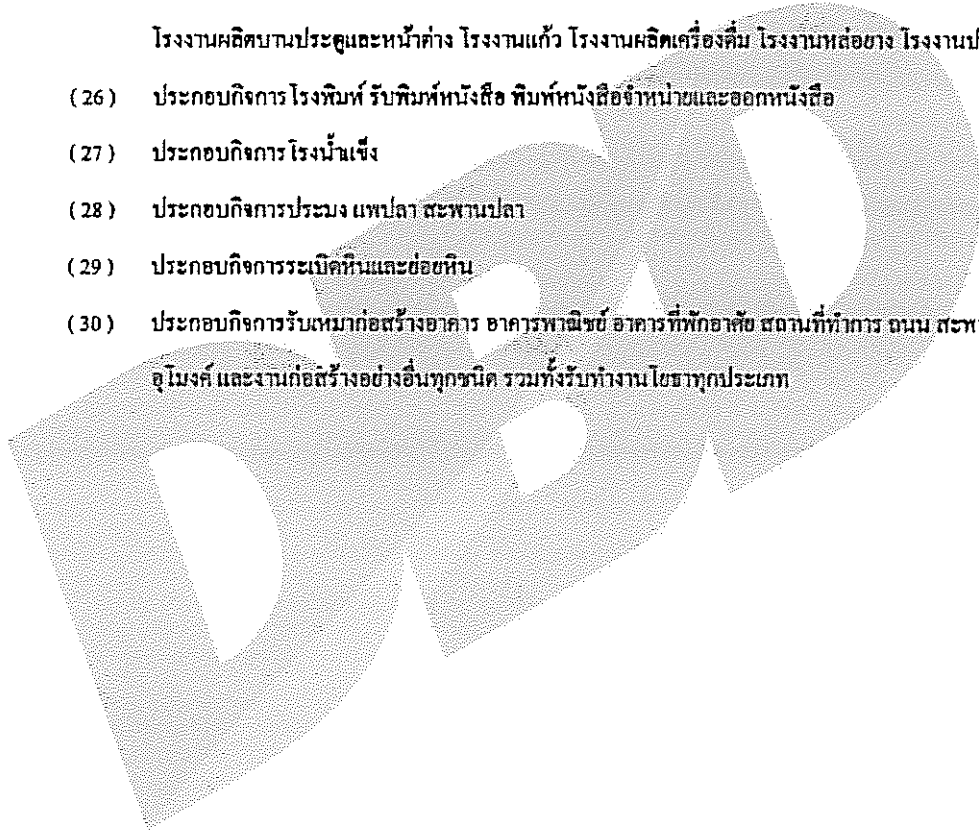 โรงงานผลิตบานประตูและหน้าต่าง โรงงานแก้ว โรงงานผลิตเครื่องดื่ม โรงงานหล่อยาง
( 26 ) ประกอบกิจการโรงพิมพ์ รับพิมพ์หนังสือ พิมพ์หนังสือจำหน่ายและออกหนังสือ
( 27 ) ประกอบกิจการโรงน้ำแข็ง
( 28 ) ประกอบกิจการประมง แพปลา สะพานปลา
( 29 ) ประกอบกิจการระเบิดหินและย่อยหิน
( 30 ) ประกอบกิจการรับเหมาก่อสร้างอาคาร อาคารพาณิชย์ อาคารที่พักอาศัย สถานที่ทำการ ถนน
อุโมงค์ และงานก่อสร้างอย่างอื่นทุกชนิด รวมทั้งรับทำงานโยธาทุกประเภท
DBD